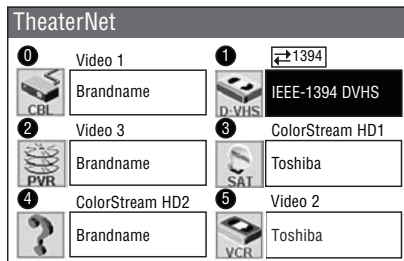 TheaterNet
0 Video 1
CBL Brandname
1 ⇄1394
D-VHS IEEE-1394 DVHS
2 Video 3
PVR Brandname
3 ColorStream HD1
SAT Toshiba
4 ColorStream HD2
? Brandname
5 Video 2
VCR Toshiba